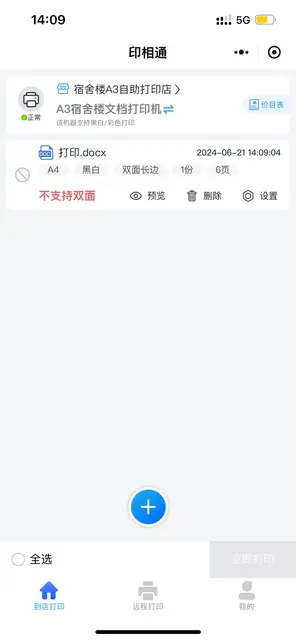 14:09
5G
印相通
宿舍楼A3自助打印店
A3宿舍楼文档打印机
价目表
正常
该机器支持黑白/彩色打印
打印.docx
2024-06-21 14:09:04
A4 黑白 双面长边 1份 6页
不支持双面 预览 删除 设置
全选
立即打印
到店打印 远程打印 我的